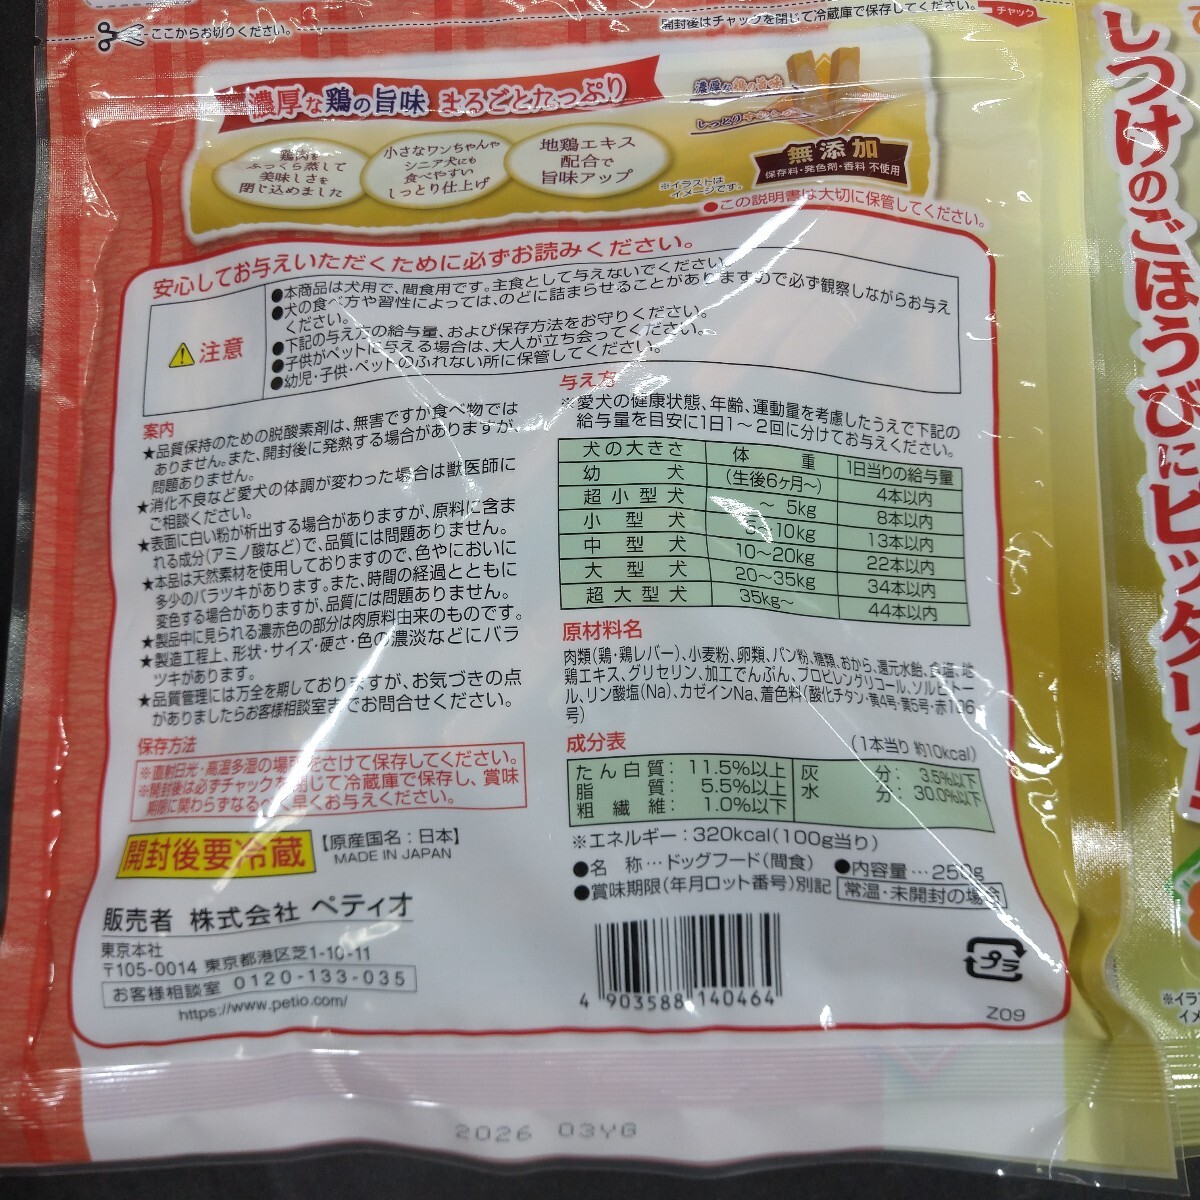 ここからお切りください。
開封後はチャックを閉じて冷蔵庫で保存してください。
チャック
濃厚な鶏の旨味 まるごとたっぷり
鶏肉を
ふっくら蒸して
美味しさを
閉じ込めました
小さなワンちゃんや
シニア犬にも
食べやすい
しっとり仕上げ
地鶏エキス
配合で
旨味アップ
濃厚な鶏の旨味
※イラストは
イメージです。
無添加
保存料・発色剤・香料 不使用
●この説明書は大切に保管してください。
安心してお与えいただくために必ずお読みください。
注意
●本商品は犬用で、間食用です。主食として与えないでください。
●犬の食べ方や習性によっては、のどに詰まらせることがありますので必ず観察しながらお与え
ください。
●下記の与え方の給与量、および保存方法をお守りください。
●子供がペットに与える場合は、大人が立ち会ってください。
●幼児・子供・ペットのふれない所に保管してください。
案内
★品質保持のための脱酸素剤は、無害ですが食べ物では
ありません。また、開封後に発熱する場合がありますが、
問題ありません。
★消化不良など愛犬の体調が変わった場合は獣医師に
ご相談ください。
★表面に白い粉が析出する場合がありますが、原料に含ま
れる成分(アミノ酸など)で、品質には問題ありません。
★本品は天然素材を使用しておりますので、色やにおいに
多少のバラツキがあります。また、時間の経過とともに
変色する場合がありますが、品質には問題ありません。
★製品中に見られる濃赤色の部分は肉原料由来のものです。
★製造工程上、形状・サイズ・硬さ・色の濃淡などにバラ
ツキがあります。
★品質管理には万全を期しておりますが、お気づきの点
がありましたらお客様相談室までお問合せください。
保存方法
※直射日光・高温多湿の場所をさけて保存してください。
※開封後は必ずチャックを閉じて冷蔵庫で保存し、賞味
期限に関わらずなるべく早くお与えください。
開封後要冷蔵
【原産国名:日本】
MADE IN JAPAN
販売者 株式会社 ペティオ
東京本社
〒105-0014 東京都港区芝1-10-11
お客様相談室 0120-133-035
https://www.petio.com/
与え方
※愛犬の健康状態、年齢、運動量を考慮したうえで下記の
給与量を目安に1日1〜2回に分けてお与えください。
犬の大きさ 体 重 1日当りの給与量
幼 犬 (生後6ヶ月〜) 4本以内
超小型犬 〜 5kg 8本以内
小型犬 5〜10kg 13本以内
中型犬 10〜20kg 22本以内
大型犬 20〜35kg 34本以内
超大型犬 35kg〜 44本以内
原材料名
肉類(鶏・鶏レバー)、小麦粉、卵類、パン粉、糖類、おから、還元水飴、食塩、地
鶏エキス、グリセリン、加工でんぷん、プロピレングリコール、ソルビトー
ル、リン酸塩(Na)、カゼインNa、着色料(酸化チタン・黄4号・黄5号・赤106
号)
成分表 (1本当り 約10kcal)
たん白質: 11.5%以上 灰 分: 3.5%以下
脂 質: 5.5%以上 水 分: 30.0%以下
粗 繊 維: 1.0%以下
※エネルギー:320kcal(100g当り)
●名 称…ドッグフード(間食) ●内容量…250g
●賞味期限(年月ロット番号)別記 常温・未開封の場合
4 903588 140464
プラ
Z09
2026 03YG
しつけのごほうびにピッタリ!!
※イラ
イメ